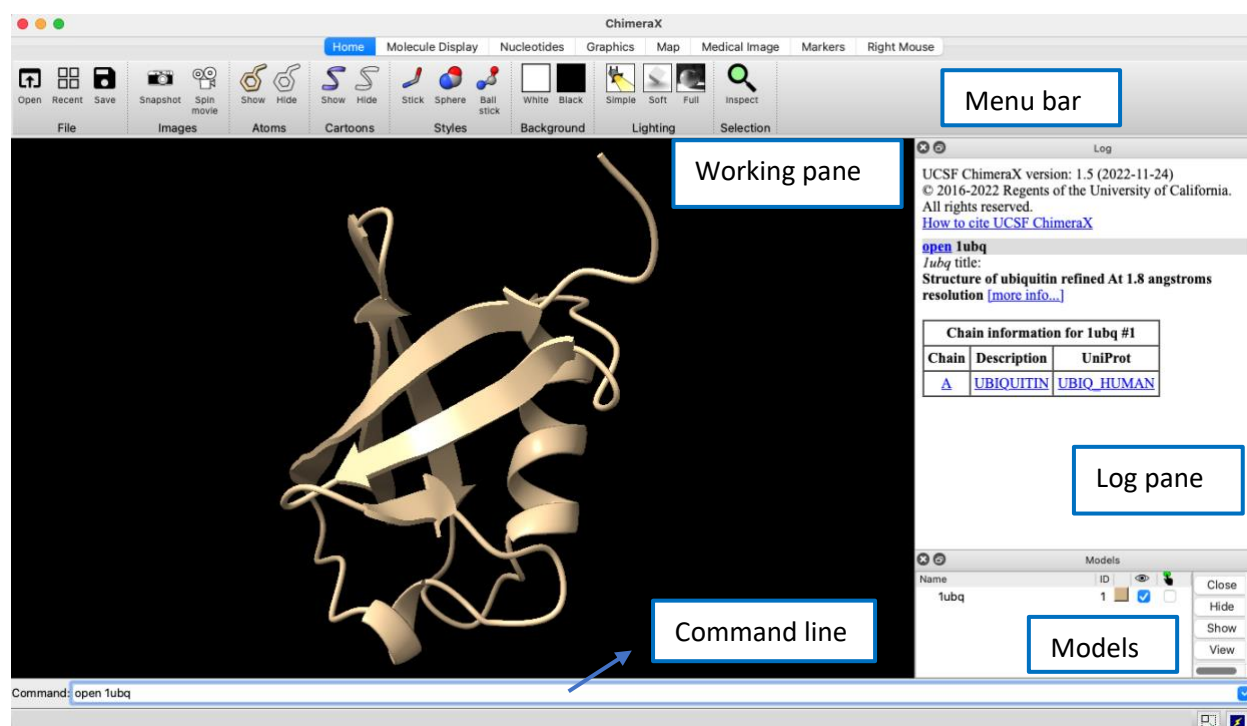 ChimeraX
Home Molecule Display Nucleotides Graphics Map Medical Image Markers Right Mouse
Open Recent Save Snapshot Spin movie Show Hide Show Hide Stick Sphere Ball stick White Black Simple Soft Full Inspect
File Images Atoms Cartoons Styles Background Lighting Selection
Menu bar
Working pane
Log
UCSF ChimeraX version: 1.5 (2022-11-24)
© 2016-2022 Regents of the University of California.
All rights reserved.
How to cite UCSF ChimeraX
open 1ubq
1ubq title:
Structure of ubiquitin refined At 1.8 angstroms
resolution [more info...]
Chain information for 1ubq #1
Chain Description UniProt
A UBIQUITIN UBIQ_HUMAN
Log pane
Models
Name ID
1ubq 1
Close
Hide
Show
View
Models
Command line
Command: open 1ubq